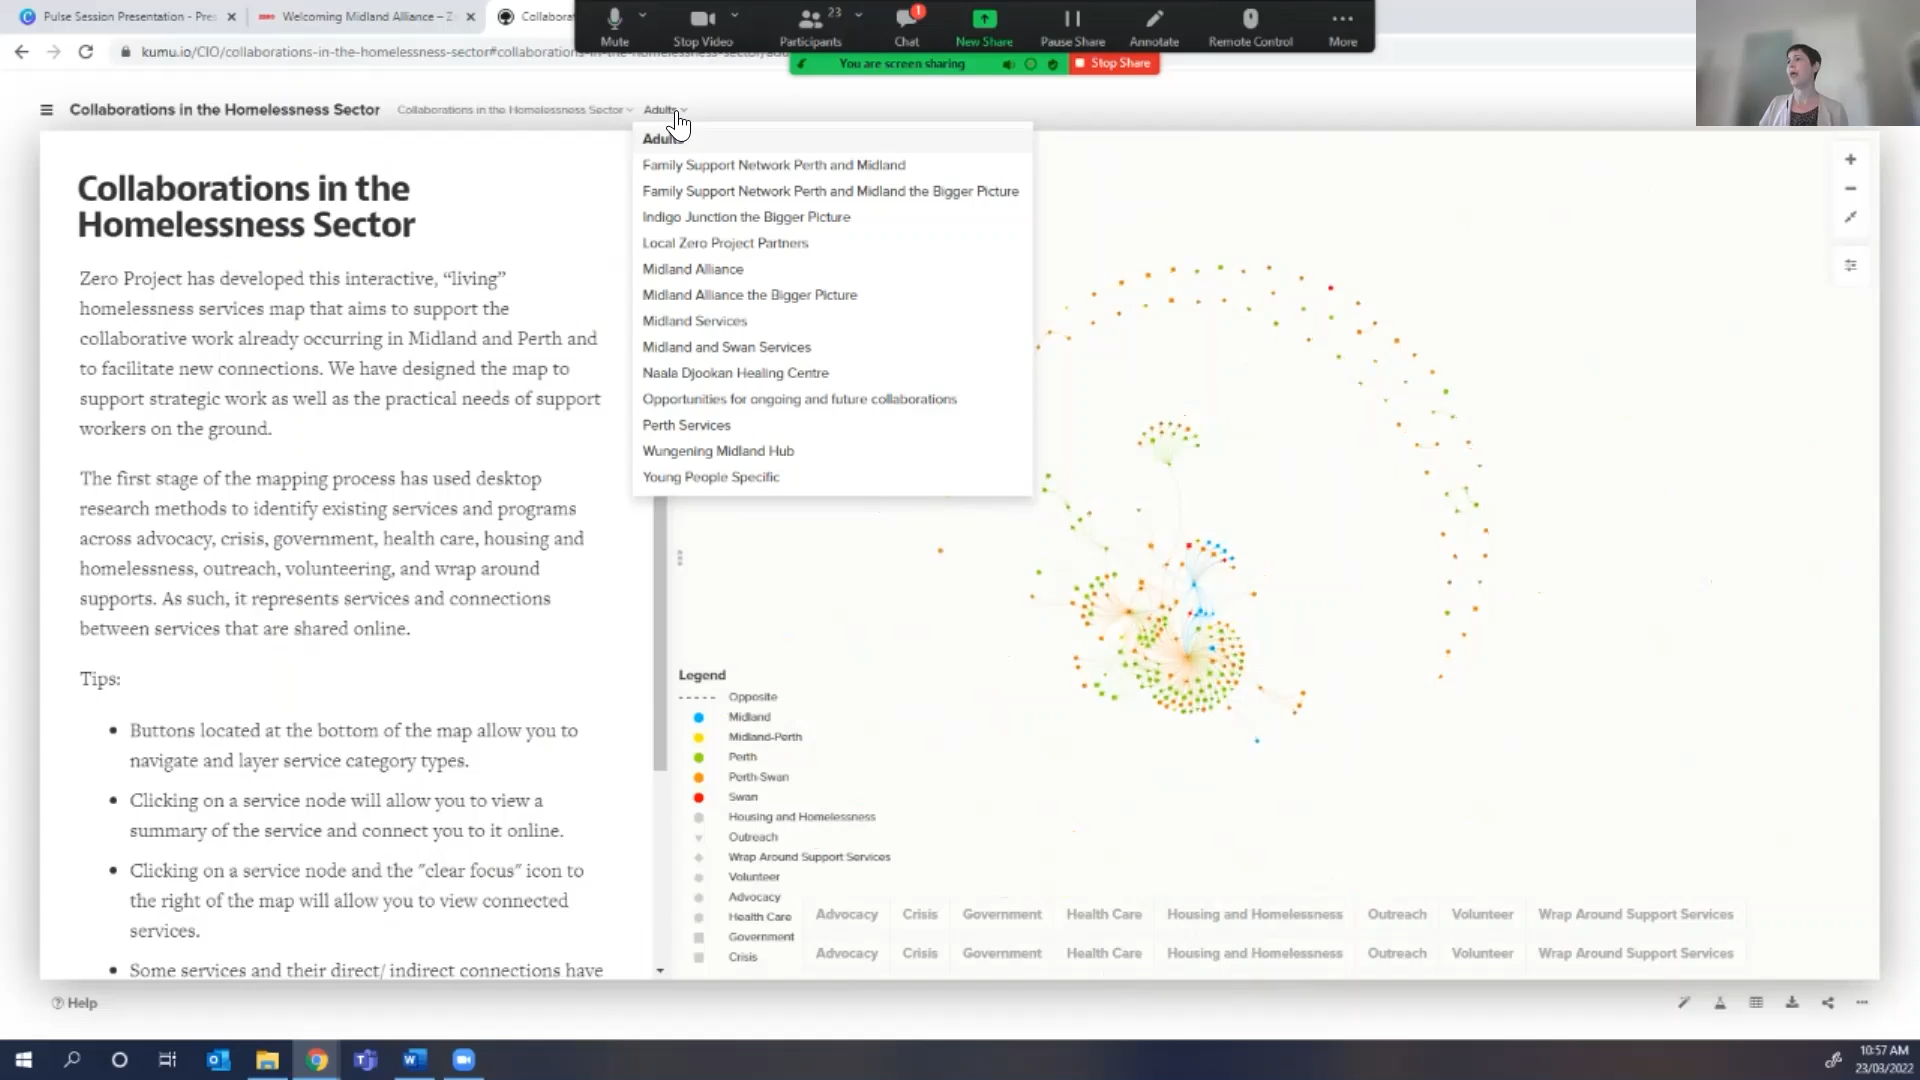 Pulse Session Presentation - Pres
Welcoming Midland Alliance – Z
Collabora
Mute
Stop Video
23
Participants
1
Chat
New Share
Pause Share
Annotate
Remote Control
More
kumu.io/CIO/collaborations-in-the-homelessness-sector#collaborations-in-the-homelessness-sector/adu
You are screen sharing
Stop Share
Collaborations in the Homelessness Sector
Collaborations in the Homelessness Sector
Adults
Adults
Family Support Network Perth and Midland
Family Support Network Perth and Midland the Bigger Picture
Indigo Junction the Bigger Picture
Local Zero Project Partners
Midland Alliance
Midland Alliance the Bigger Picture
Midland Services
Midland and Swan Services
Naala Djookan Healing Centre
Opportunities for ongoing and future collaborations
Perth Services
Wungening Midland Hub
Young People Specific
Collaborations in the
Homelessness Sector
Zero Project has developed this interactive, “living”
homelessness services map that aims to support the
collaborative work already occurring in Midland and Perth and
to facilitate new connections. We have designed the map to
support strategic work as well as the practical needs of support
workers on the ground.
The first stage of the mapping process has used desktop
research methods to identify existing services and programs
across advocacy, crisis, government, health care, housing and
homelessness, outreach, volunteering, and wrap around
supports. As such, it represents services and connections
between services that are shared online.
Tips:
• Buttons located at the bottom of the map allow you to
navigate and layer service category types.
• Clicking on a service node will allow you to view a
summary of the service and connect you to it online.
• Clicking on a service node and the "clear focus" icon to
the right of the map will allow you to view connected
services.
• Some services and their direct/ indirect connections have
Legend
Opposite
Midland
Midland-Perth
Perth
Perth-Swan
Swan
Housing and Homelessness
Outreach
Wrap Around Support Services
Volunteer
Advocacy
Health Care
Government
Crisis
Advocacy Crisis Government Health Care Housing and Homelessness Outreach Volunteer Wrap Around Support Services
Advocacy Crisis Government Health Care Housing and Homelessness Outreach Volunteer Wrap Around Support Services
Help
10:57 AM
23/03/2022